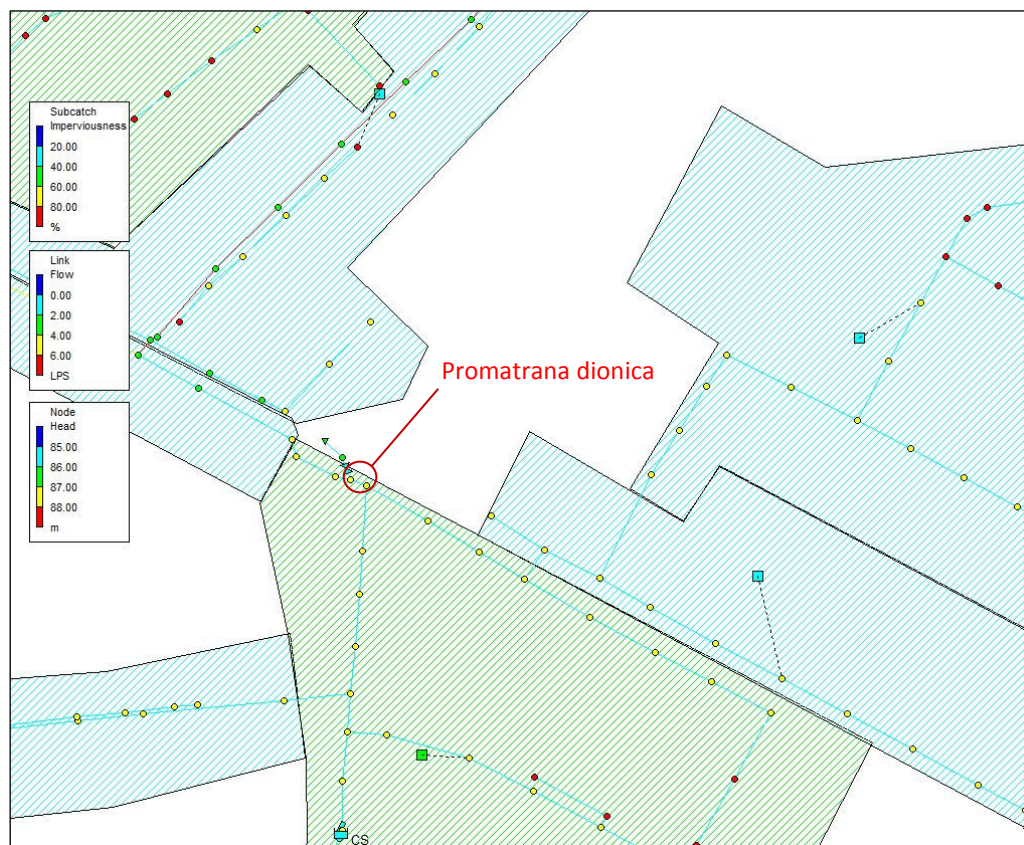 Subcatch
Imperviousness
20.00
40.00
60.00
80.00
%
Link
Flow
0.00
2.00
4.00
6.00
LPS
Node
Head
85.00
86.00
87.00
88.00
m
Promatrana dionica
CS